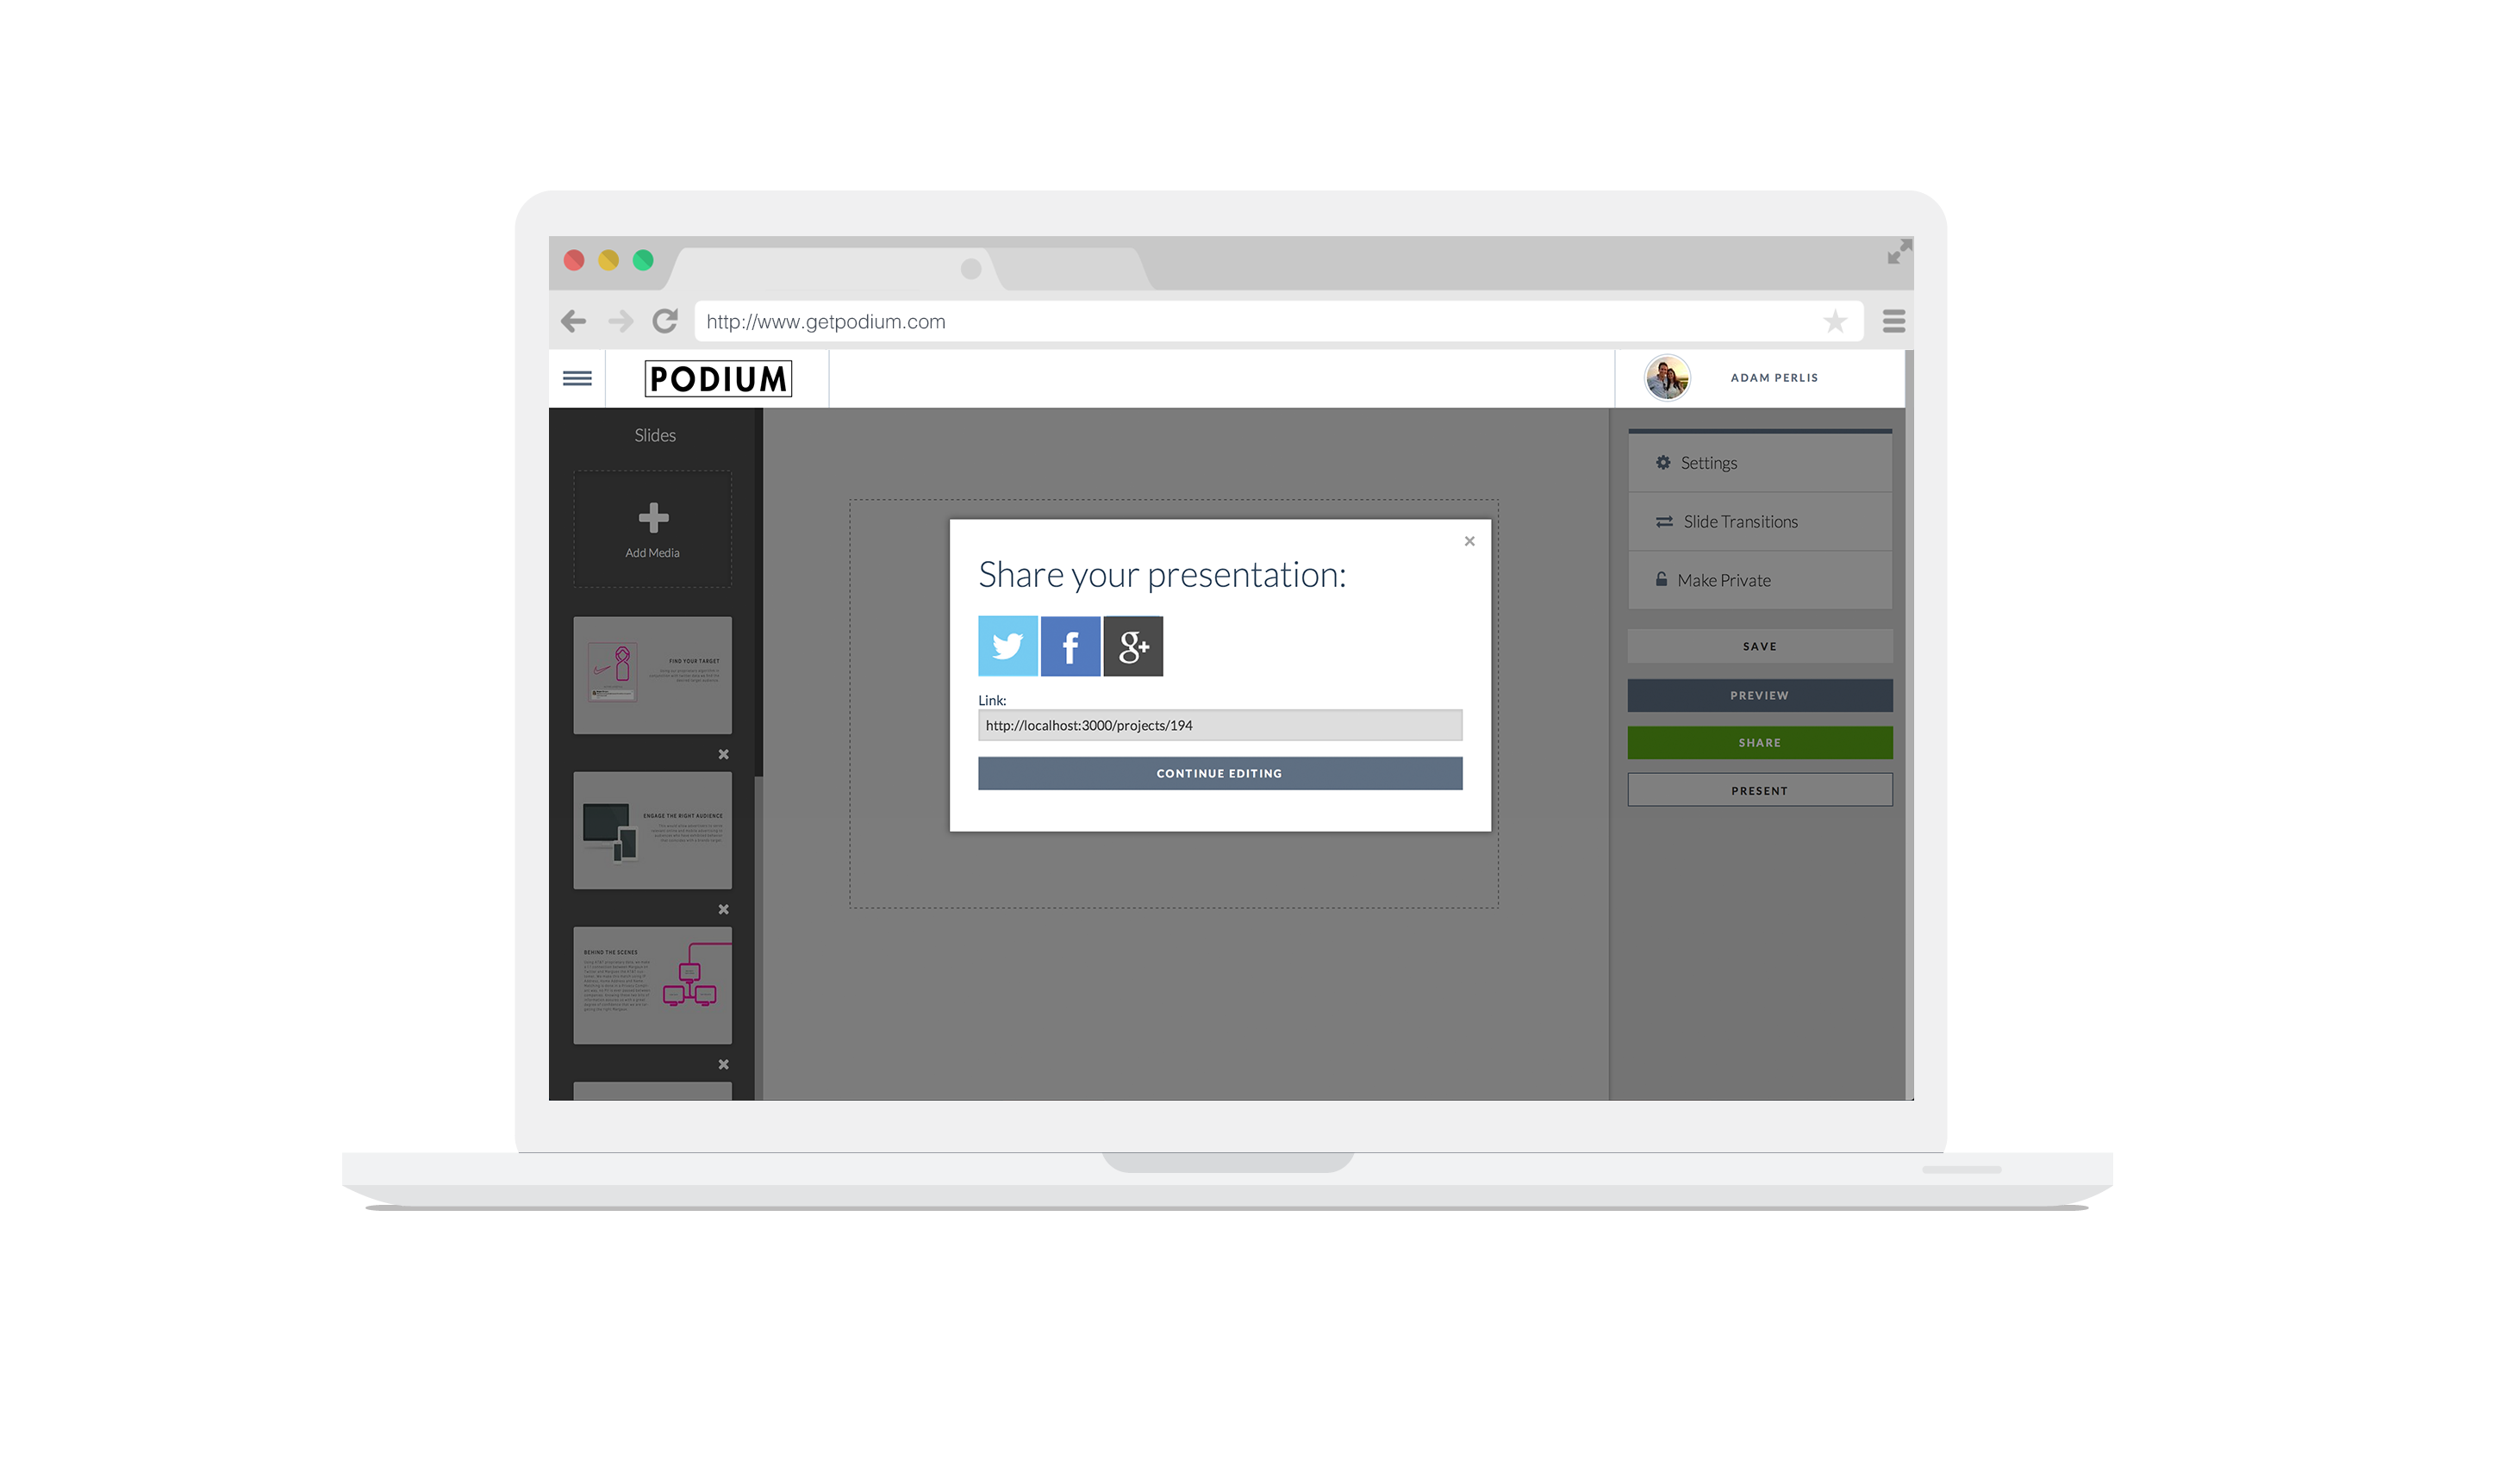 http://www.getpodium.com
PODIUM
ADAM PERLIS
Slides
Add Media
FIND YOUR TARGET
ENGAGE THE RIGHT AUDIENCE
BEHIND THE SCENES
Share your presentation:
Link:
http://localhost:3000/projects/194
CONTINUE EDITING
Settings
Slide Transitions
Make Private
SAVE
PREVIEW
SHARE
PRESENT